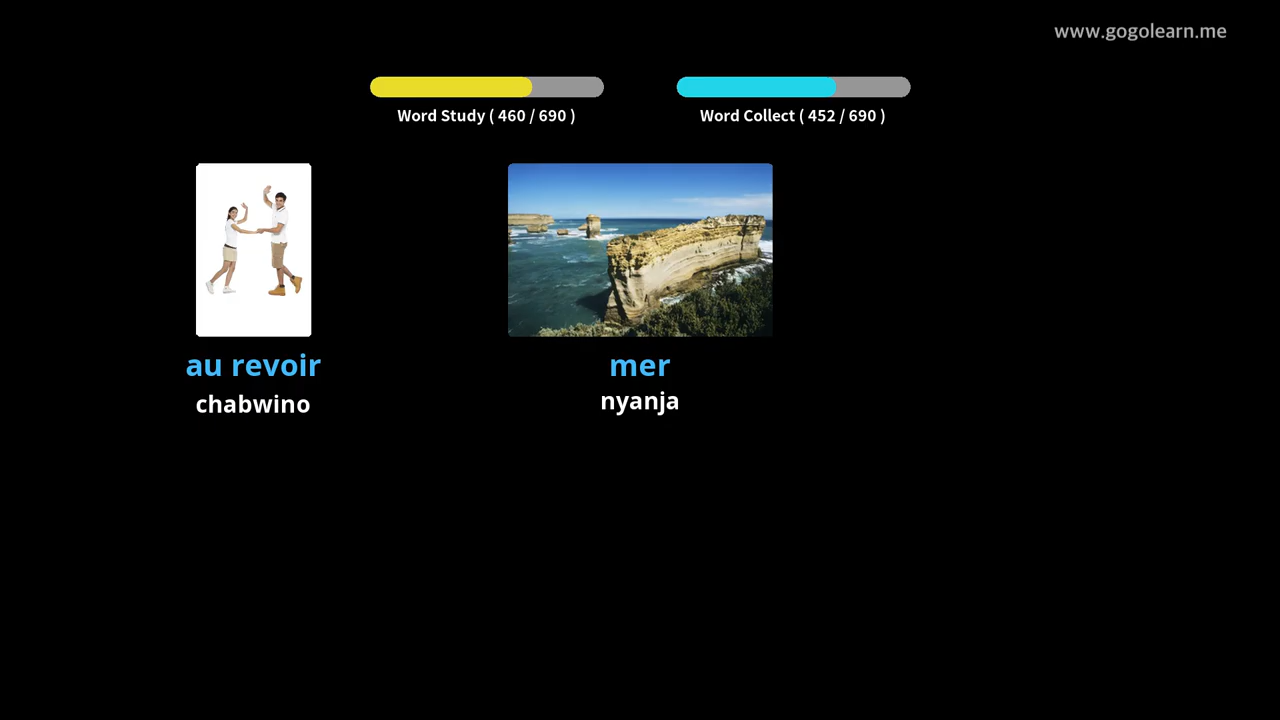 www.gogolearn.me
Word Study ( 460 / 690 )
Word Collect ( 452 / 690 )
au revoir
chabwino
mer
nyanja